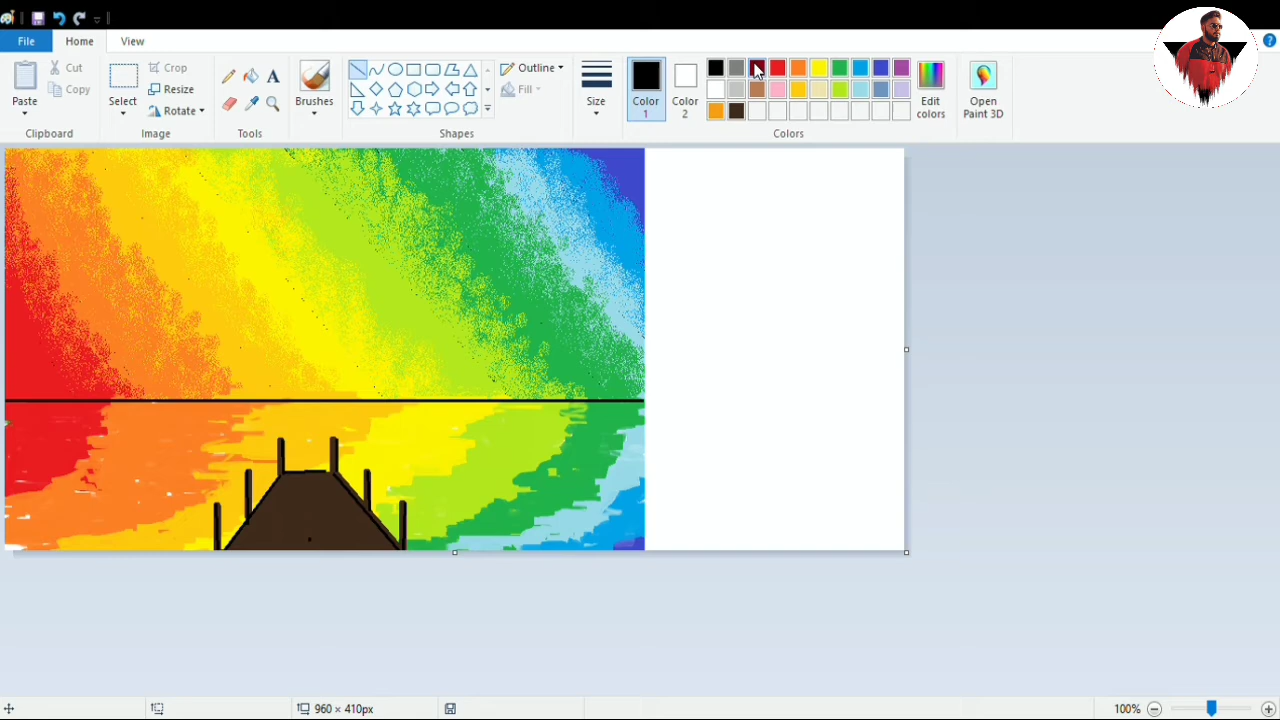 File Home View
Paste
Cut
Copy
Clipboard
Select
Crop
Resize
Rotate
Image
A
Tools
Brushes
Shapes
Outline
Fill
Size
Color
1
Color
2
Colors
Edit
colors
Open
Paint 3D
?
960 × 410px
100%